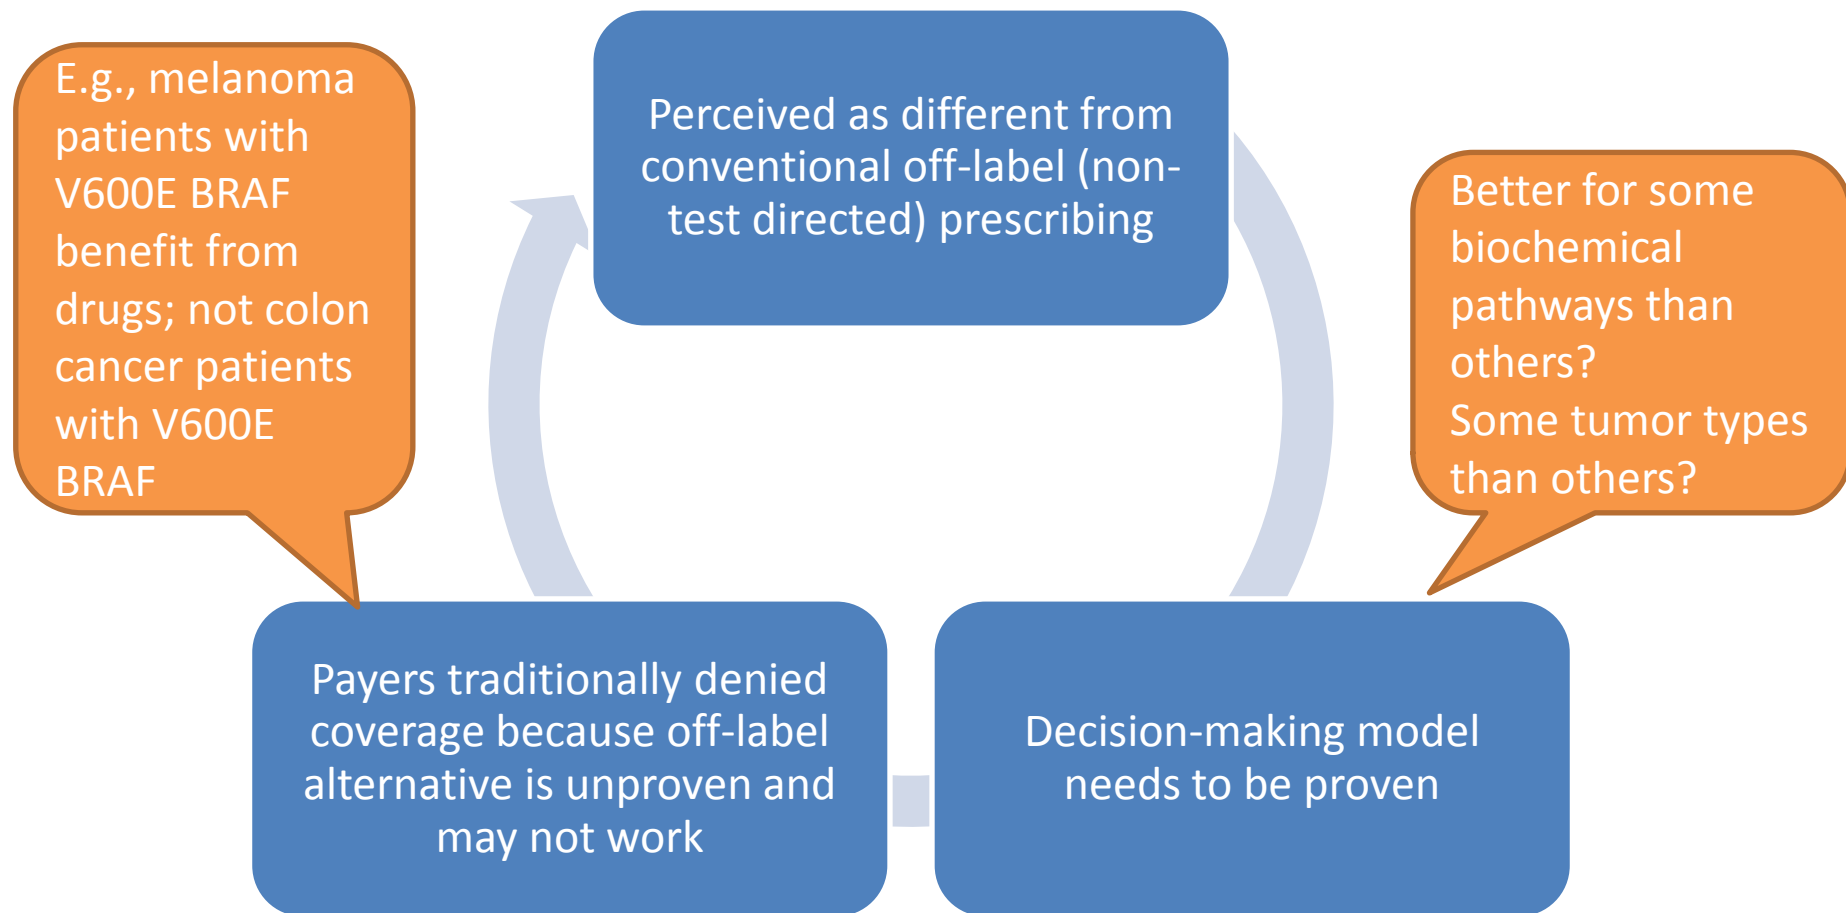 E.g., melanoma
patients with
V600E BRAF
benefit from
drugs; not colon
cancer patients
with V600E
BRAF
Perceived as different from
conventional off-label (non-
test directed) prescribing
Better for some
biochemical
pathways than
others?
Some tumor types
than others?
Payers traditionally denied
coverage because off-label
alternative is unproven and
may not work
Decision-making model
needs to be proven